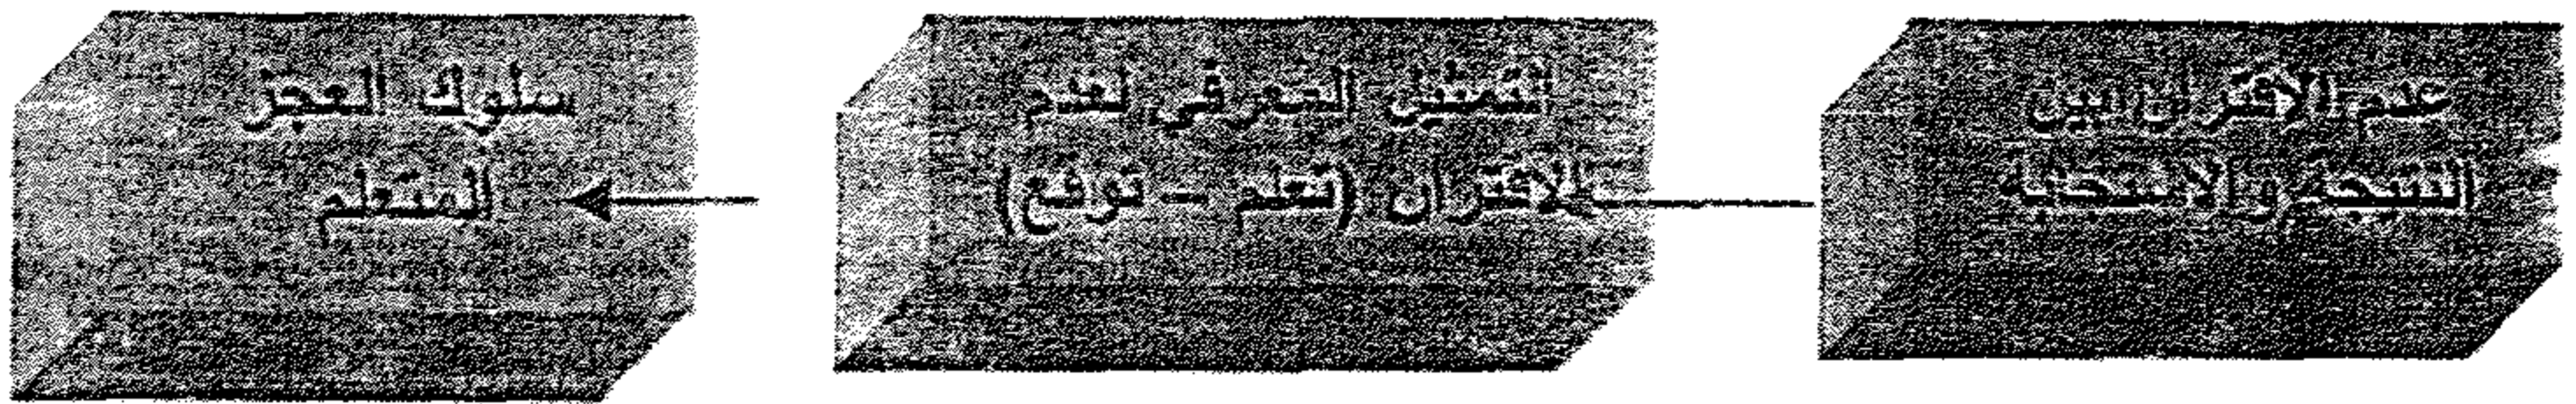 عدم الاقتران بين
النتيجة والاستجابة
التمثيل المعرفي لعدم
الاقتران (تعلم – توقع)
سلوك العجز
المتعلم